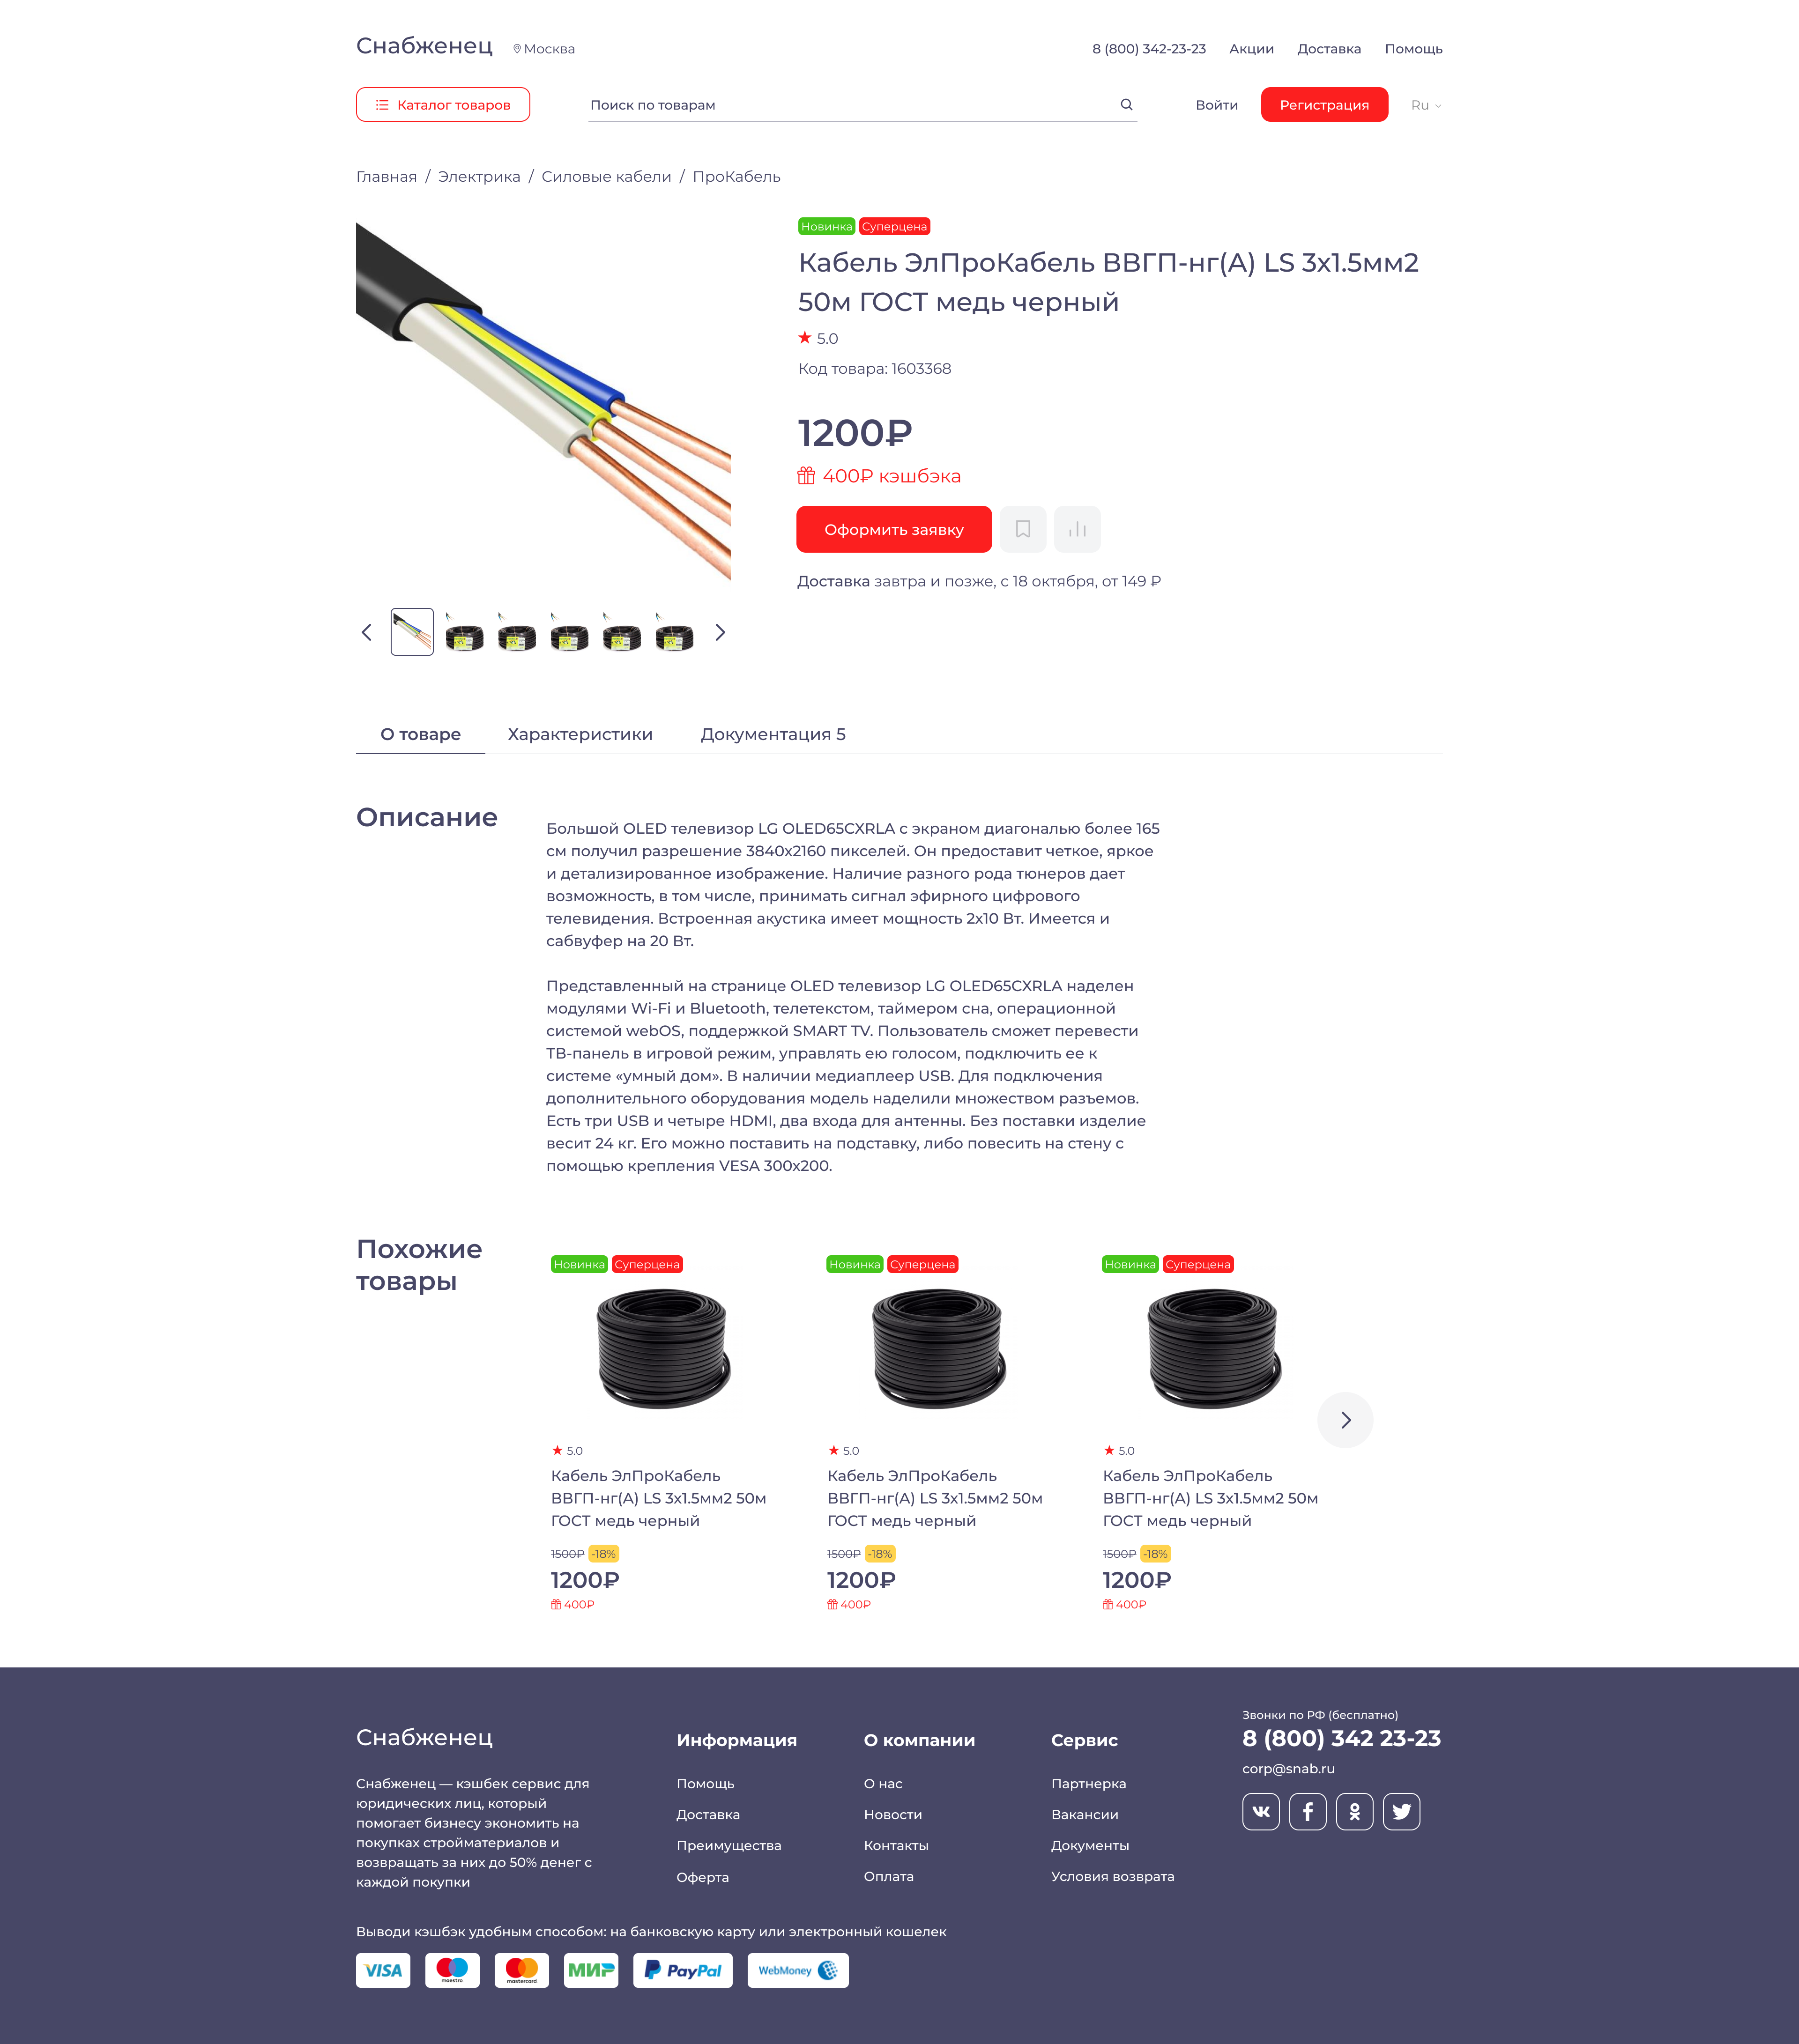 Снабженец
Москва
8 (800) 342-23-23
Акции
Доставка
Помощь
Каталог товаров
Поиск по товарам
Войти
Регистрация
Ru
Главная / Электрика / Силовые кабели / ПроКабель
Новинка
Суперцена
Кабель ЭлПроКабель ВВГП-нг(А) LS 3х1.5мм2
50м ГОСТ медь черный
5.0
Код товара: 1603368
1200₽
400₽ кэшбэка
Оформить заявку
Доставка завтра и позже, с 18 октября, от 149 ₽
О товаре
Характеристики
Документация 5
Описание
Большой OLED телевизор LG OLED65CXRLA с экраном диагональю более 165
см получил разрешение 3840х2160 пикселей. Он предоставит четкое, яркое
и детализированное изображение. Наличие разного рода тюнеров дает
возможность, в том числе, принимать сигнал эфирного цифрового
телевидения. Встроенная акустика имеет мощность 2х10 Вт. Имеется и
сабвуфер на 20 Вт.
Представленный на странице OLED телевизор LG OLED65CXRLA наделен
модулями Wi-Fi и Bluetooth, телетекстом, таймером сна, операционной
системой webOS, поддержкой SMART TV. Пользователь сможет перевести
ТВ-панель в игровой режим, управлять ею голосом, подключить ее к
системе «умный дом». В наличии медиаплеер USB. Для подключения
дополнительного оборудования модель наделили множеством разъемов.
Есть три USB и четыре HDMI, два входа для антенны. Без поставки изделие
весит 24 кг. Его можно поставить на подставку, либо повесить на стену с
помощью крепления VESA 300х200.
Похожие
товары
Новинка
Суперцена
5.0
Кабель ЭлПроКабель
ВВГП-нг(А) LS 3х1.5мм2 50м
ГОСТ медь черный
1500₽
-18%
1200₽
400₽
Новинка
Суперцена
5.0
Кабель ЭлПроКабель
ВВГП-нг(А) LS 3х1.5мм2 50м
ГОСТ медь черный
1500₽
-18%
1200₽
400₽
Новинка
Суперцена
5.0
Кабель ЭлПроКабель
ВВГП-нг(А) LS 3х1.5мм2 50м
ГОСТ медь черный
1500₽
-18%
1200₽
400₽
Снабженец
Снабженец — кэшбек сервис для
юридических лиц, который
помогает бизнесу экономить на
покупках стройматериалов и
возвращать за них до 50% денег с
каждой покупки
Информация
Помощь
Доставка
Преимущества
Оферта
О компании
О нас
Новости
Контакты
Оплата
Сервис
Партнерка
Вакансии
Документы
Условия возврата
Звонки по РФ (бесплатно)
8 (800) 342 23-23
corp@snab.ru
Выводи кэшбэк удобным способом: на банковскую карту или электронный кошелек
VISA
maestro
mastercard
МИР
PayPal
WebMoney